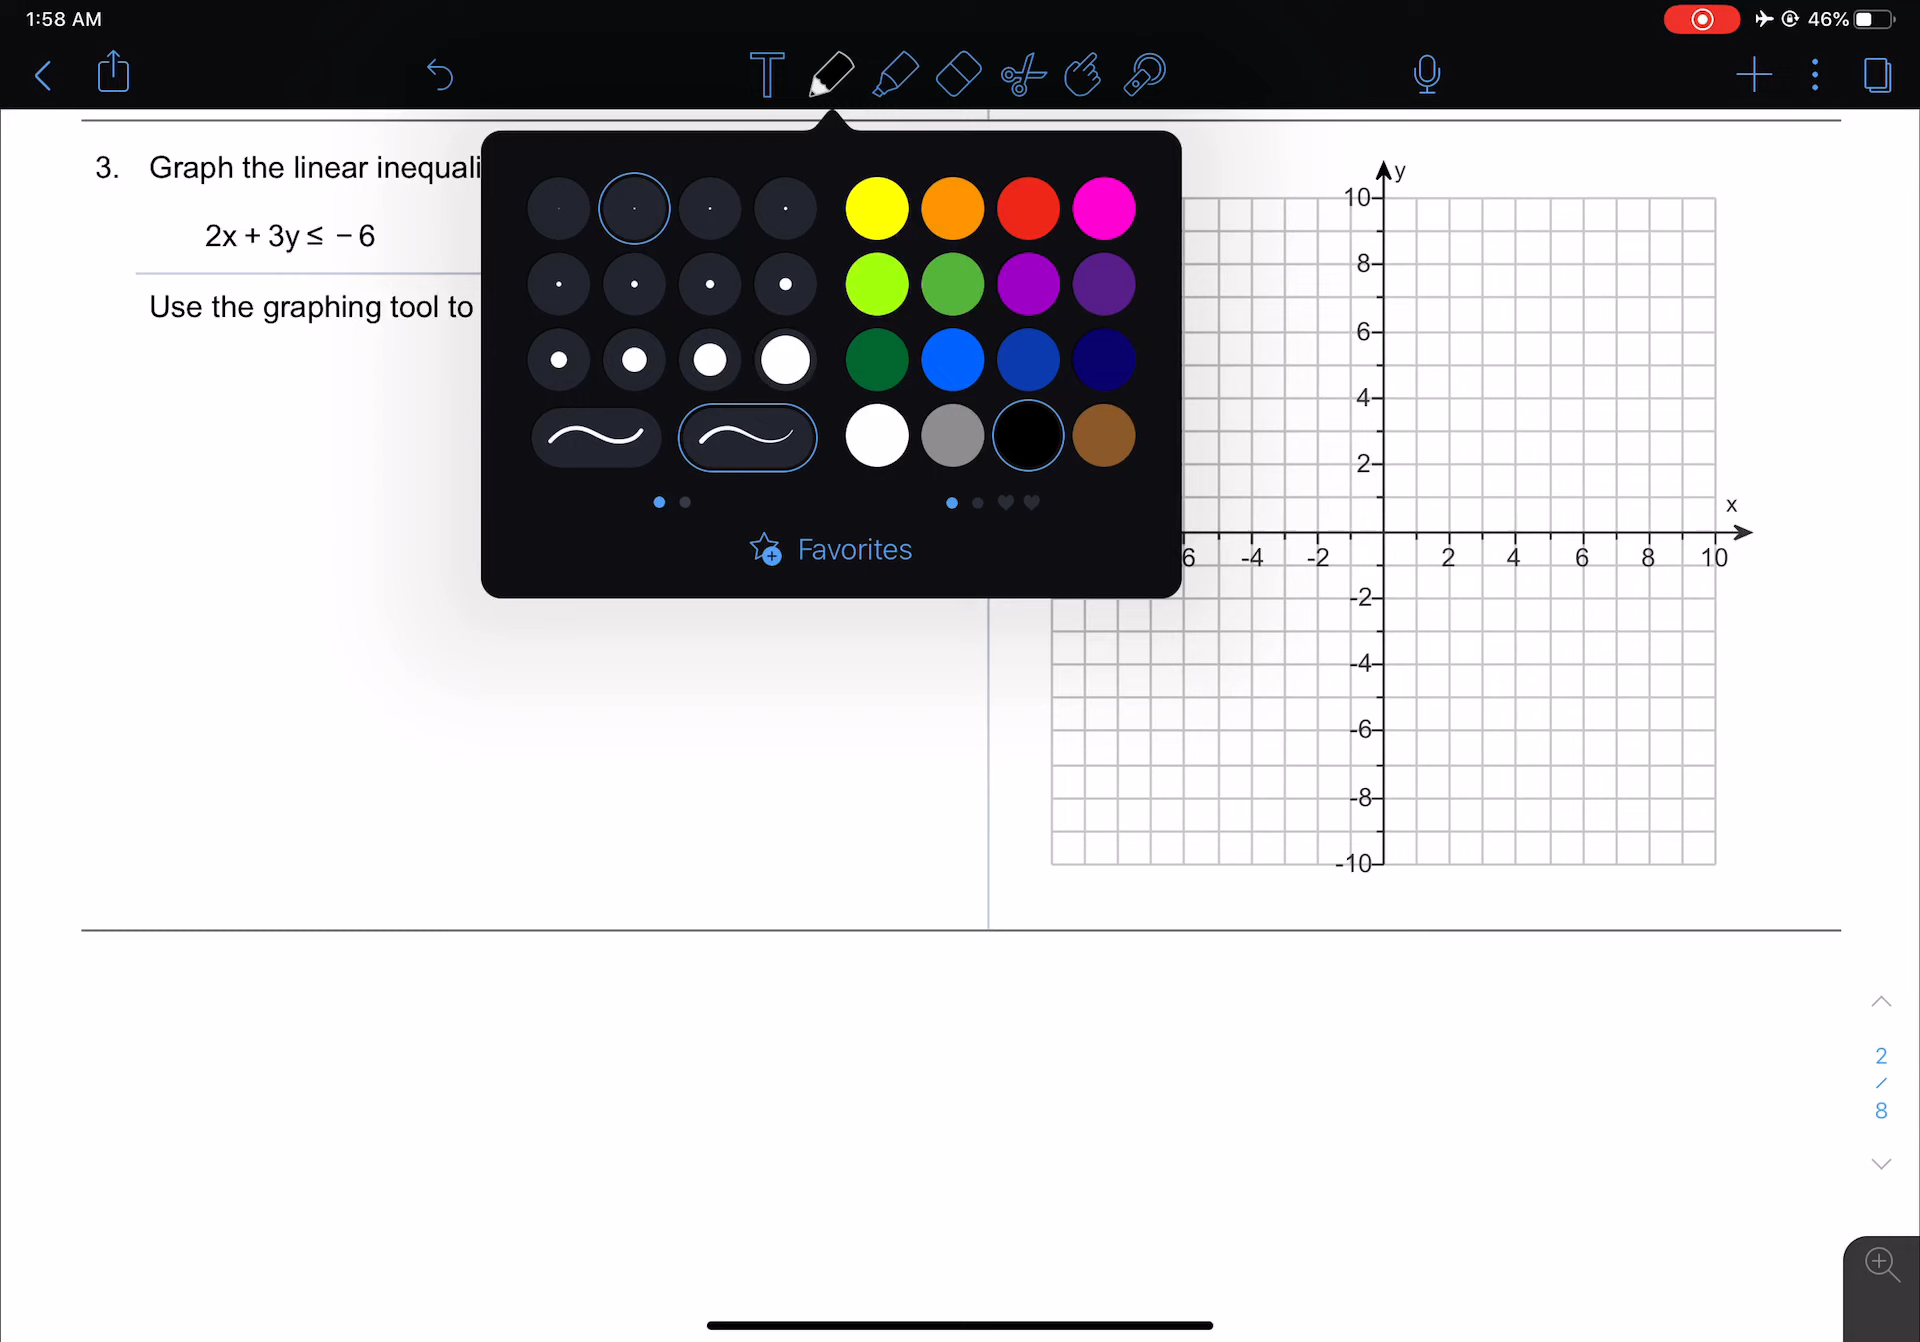 1:58 AM
46%
3. Graph the linear inequali
2x + 3y ≤ − 6
Use the graphing tool to
Favorites
y
10
8
6
4
2
x
6 -4 -2 2 4 6 8 10
-2
-4
-6
-8
-10
2
/
8